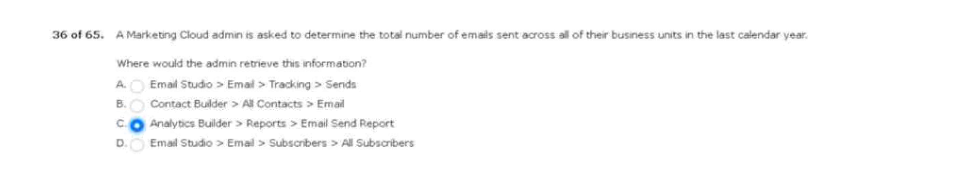 36 of 65. A Marketing Cloud admin is asked to determine the total number of emails sent across all of their business units in the last calendar year.
Where would the admin retrieve this information?
A. Email Studio > Email > Tracking > Sends
B. Contact Builder > All Contacts > Email
C. Analytics Builder > Reports > Email Send Report
D. Email Studio > Email > Subscribers > All Subscribers